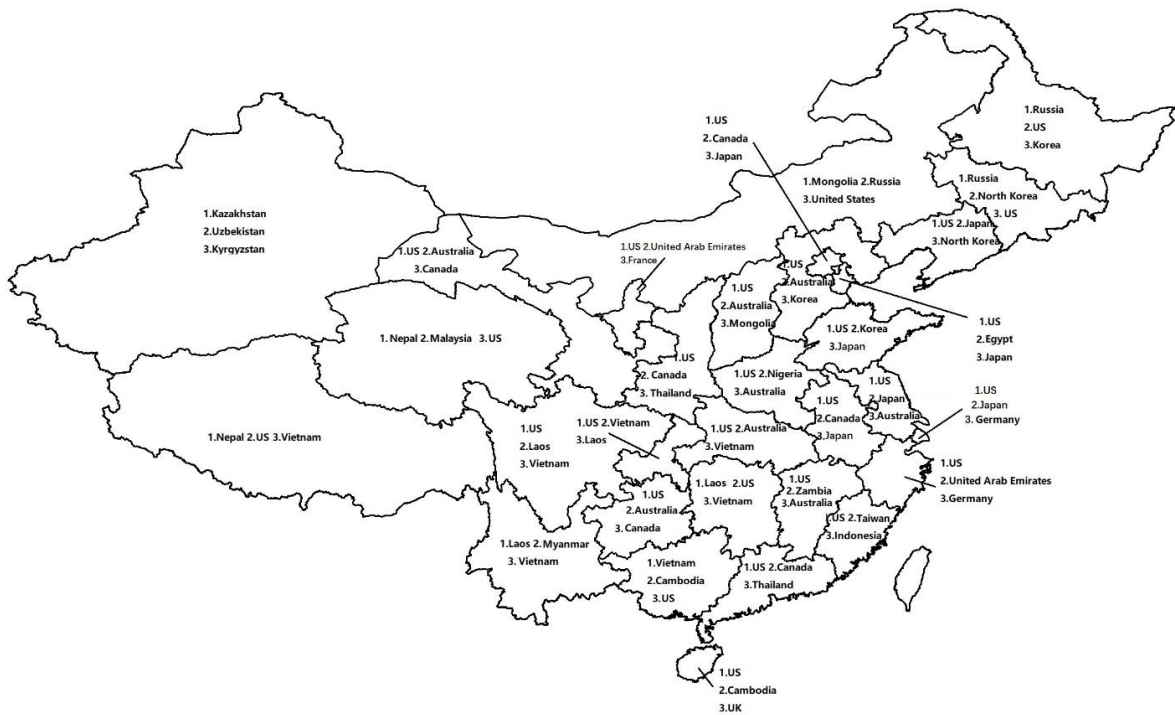 1.Russia
2.US
3.Korea
1.US
2.Canada
3.Japan
1.Russia
2.North Korea
3. US
1.Mongolia 2.Russia
3.United States
1.Kazakhstan
2.Uzbekistan
3.Kyrgyzstan
1.US 2.Japan
3.North Korea
1.US 2.Australia
3.Canada
1.US 2.United Arab Emirates
3.France
1.US
2.Australia
3.Korea
1.US
2.Australia
3.Mongolia
1.US
2.Egypt
3.Japan
1.US 2.Korea
3.Japan
1.Nepal 2.Malaysia 3.US
1.US
2. Canada
3. Thailand
1.US 2.Nigeria
3.Australia
1.US
2.Japan
3.Australia
1.US
2.Japan
3. Germany
1.US
2.Canada
3.Japan
1.US 2.Vietnam
3.Laos
1.US 2.Australia
3.Vietnam
1.US
2.Laos
3.Vietnam
1.Nepal 2.US 3.Vietnam
1.US
2.United Arab Emirates
3.Germany
1.Laos 2.US
3.Vietnam
1.US
2.Zambia
3.Australia
1.US
2.Australia
3.Canada
1.US 2.Taiwan
3.Indonesia
1.Laos 2.Myanmar
3. Vietnam
1.Vietnam
2.Cambodia
3.US
1.US 2.Canada
3.Thailand
1.US
2.Cambodia
3.UK